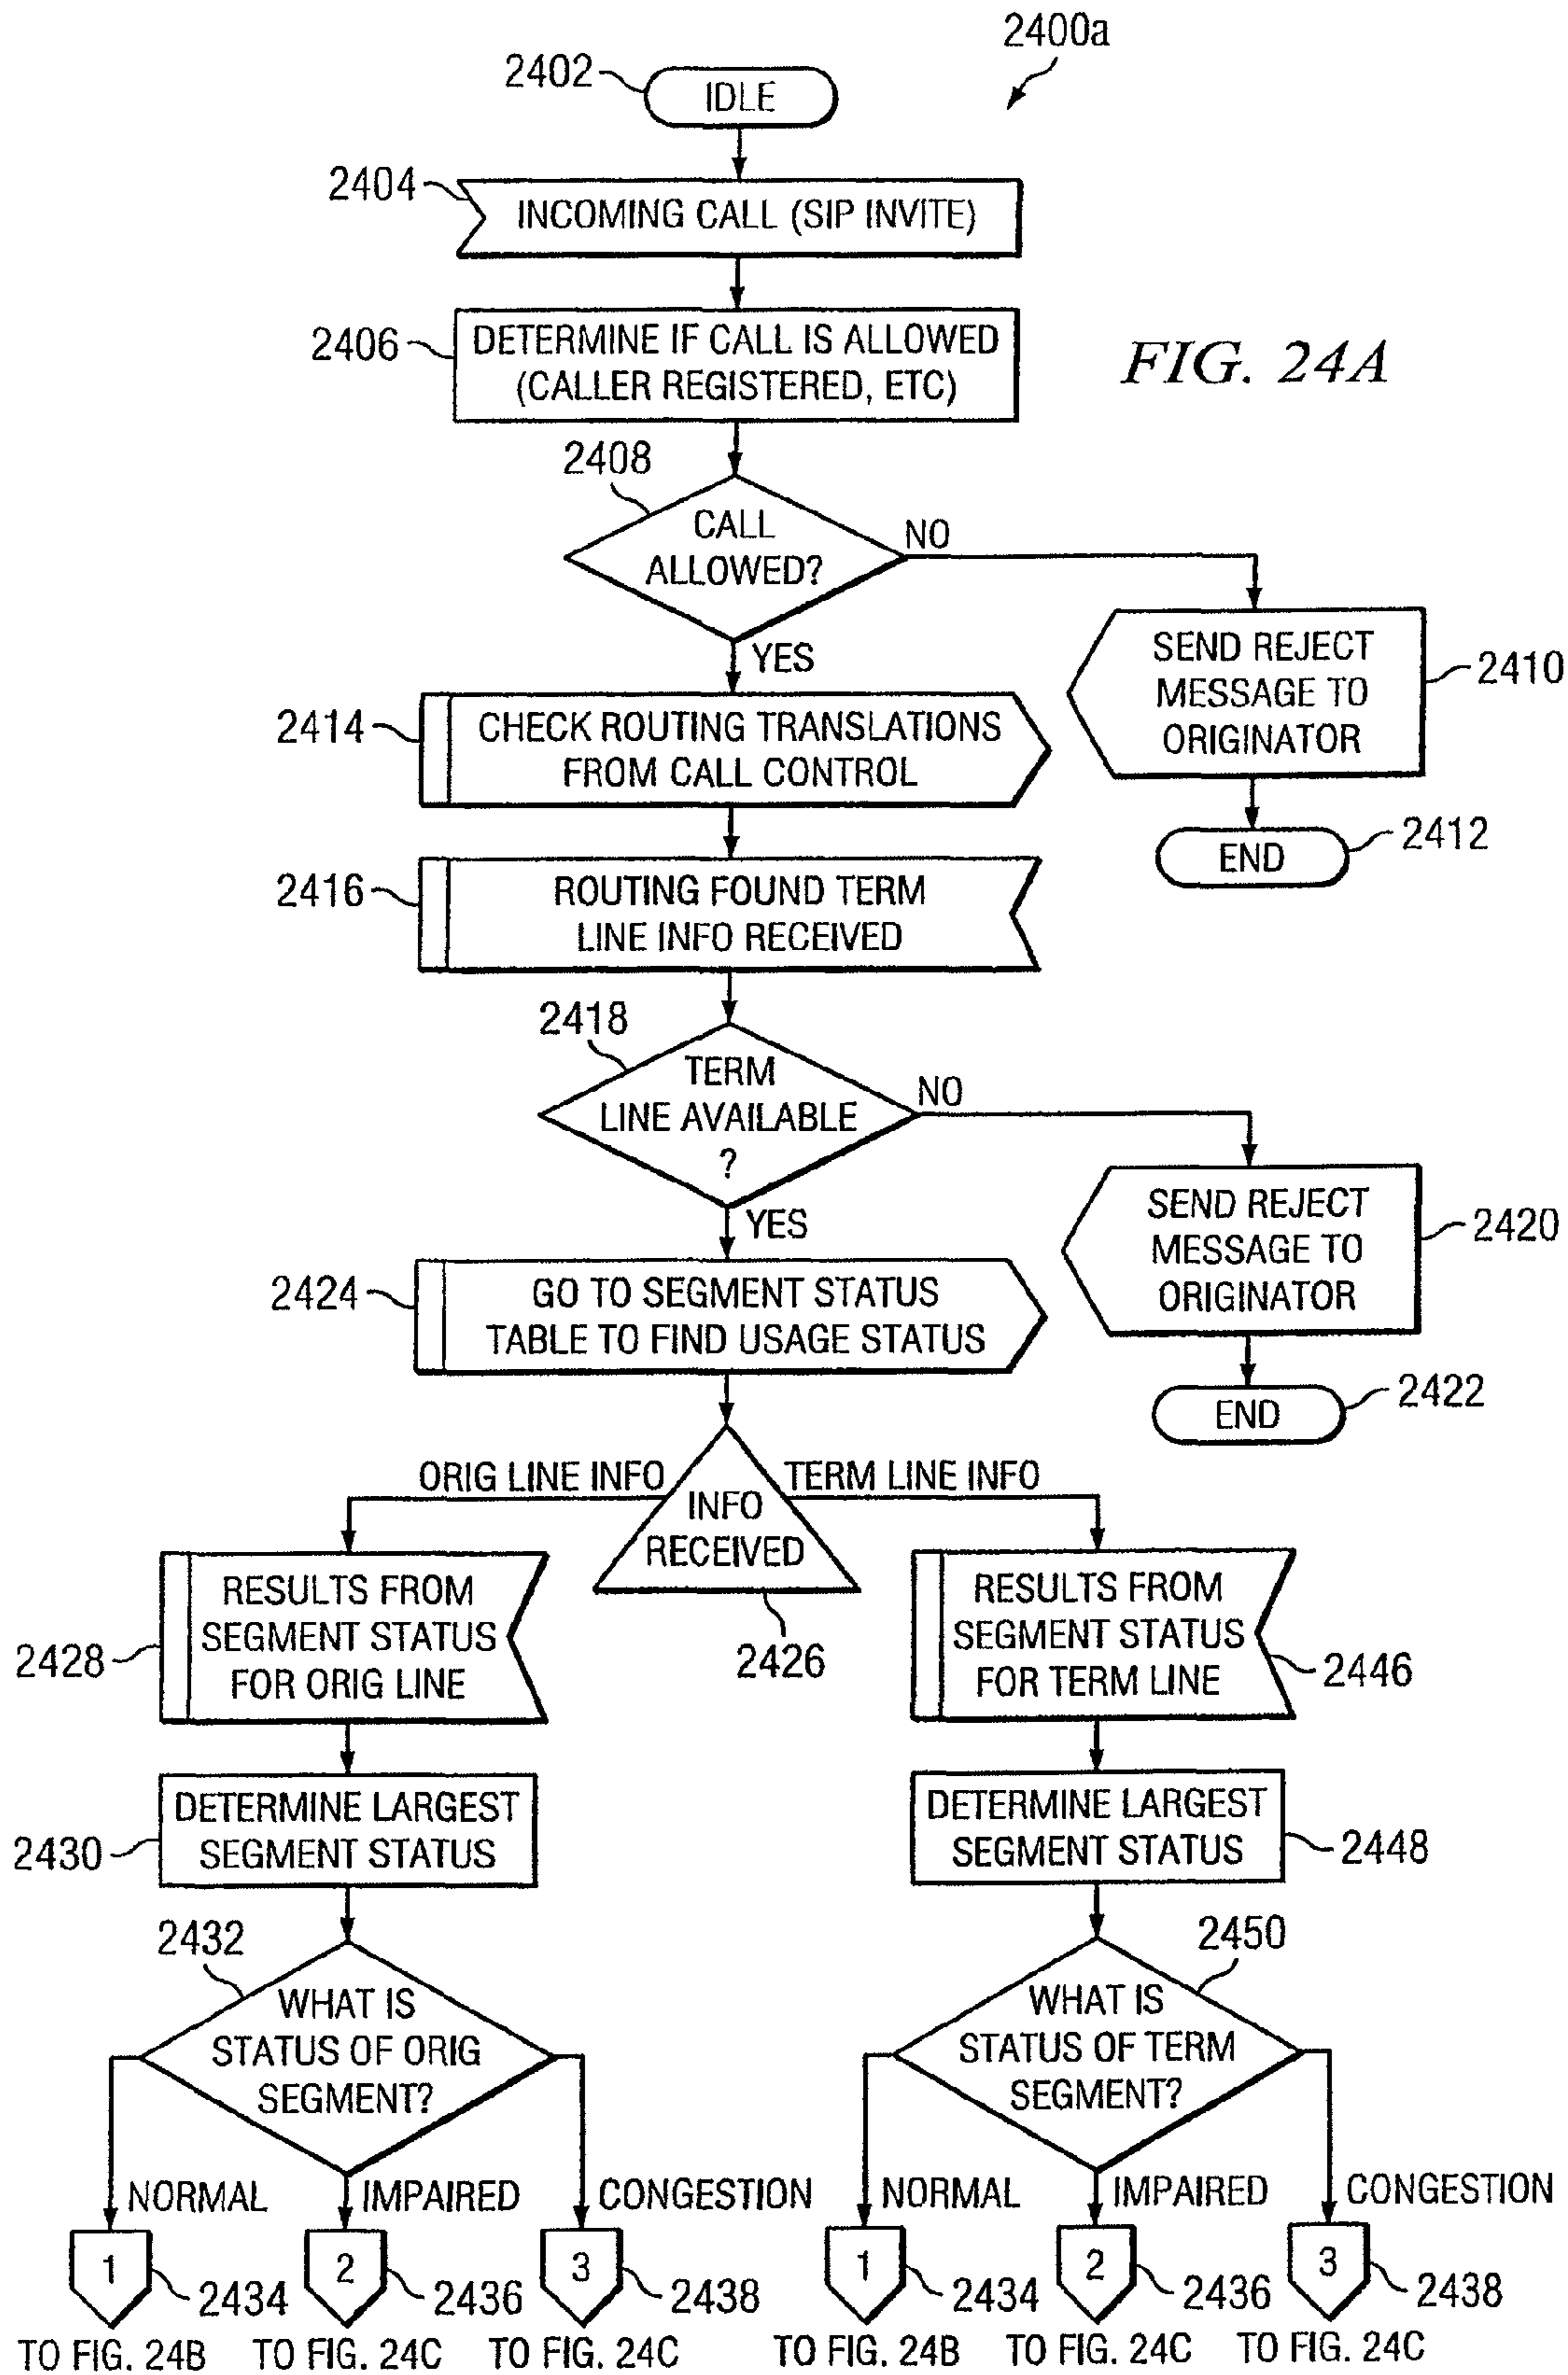 2400a
2402
IDLE
2404
INCOMING CALL (SIP INVITE)
2406
DETERMINE IF CALL IS ALLOWED
(CALLER REGISTERED, ETC)
FIG. 24A
2408
CALL
ALLOWED?
NO
YES
SEND REJECT
MESSAGE TO
ORIGINATOR
2410
2414
CHECK ROUTING TRANSLATIONS
FROM CALL CONTROL
END
2412
2416
ROUTING FOUND TERM
LINE INFO RECEIVED
2418
TERM
LINE AVAILABLE
?
NO
YES
SEND REJECT
MESSAGE TO
ORIGINATOR
2420
2424
GO TO SEGMENT STATUS
TABLE TO FIND USAGE STATUS
END
2422
ORIG LINE INFO
TERM LINE INFO
INFO
RECEIVED
2426
2428
RESULTS FROM
SEGMENT STATUS
FOR ORIG LINE
RESULTS FROM
SEGMENT STATUS
FOR TERM LINE
2446
2430
DETERMINE LARGEST
SEGMENT STATUS
DETERMINE LARGEST
SEGMENT STATUS
2448
2432
WHAT IS
STATUS OF ORIG
SEGMENT?
2450
WHAT IS
STATUS OF TERM
SEGMENT?
NORMAL
IMPAIRED
CONGESTION
NORMAL
IMPAIRED
CONGESTION
1
2434
2
2436
3
2438
1
2434
2
2436
3
2438
TO FIG. 24B
TO FIG. 24C
TO FIG. 24C
TO FIG. 24B
TO FIG. 24C
TO FIG. 24C